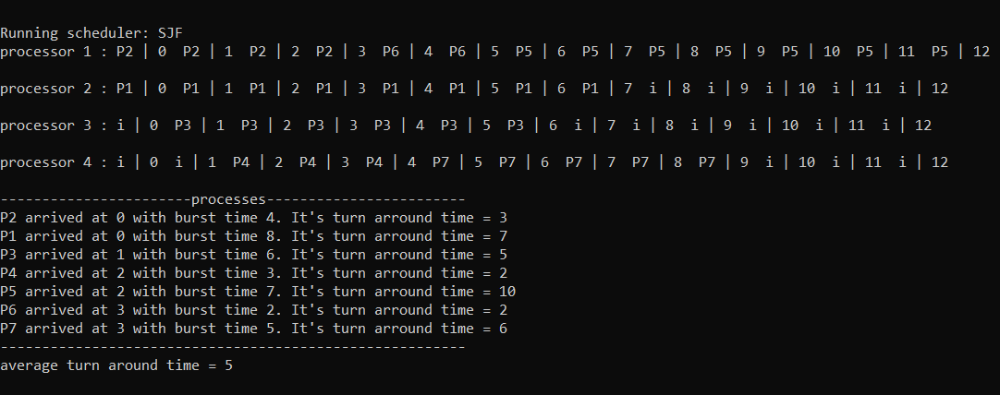 Running scheduler: SJF
processor 1 : P2 | 0  P2 | 1  P2 | 2  P2 | 3  P6 | 4  P6 | 5  P5 | 6  P5 | 7  P5 | 8  P5 | 9  P5 | 10  P5 | 11  P5 | 12
processor 2 : P1 | 0  P1 | 1  P1 | 2  P1 | 3  P1 | 4  P1 | 5  P1 | 6  P1 | 7  i | 8  i | 9  i | 10  i | 11  i | 12
processor 3 : i | 0  P3 | 1  P3 | 2  P3 | 3  P3 | 4  P3 | 5  P3 | 6  i | 7  i | 8  i | 9  i | 10  i | 11  i | 12
processor 4 : i | 0  i | 1  P4 | 2  P4 | 3  P4 | 4  P7 | 5  P7 | 6  P7 | 7  P7 | 8  P7 | 9  i | 10  i | 11  i | 12
-----------------------processes------------------------
P2 arrived at 0 with burst time 4. It's turn arround time = 3
P1 arrived at 0 with burst time 8. It's turn arround time = 7
P3 arrived at 1 with burst time 6. It's turn arround time = 5
P4 arrived at 2 with burst time 3. It's turn arround time = 2
P5 arrived at 2 with burst time 7. It's turn arround time = 10
P6 arrived at 3 with burst time 2. It's turn arround time = 2
P7 arrived at 3 with burst time 5. It's turn arround time = 6
--------------------------------------------------------
average turn around time = 5